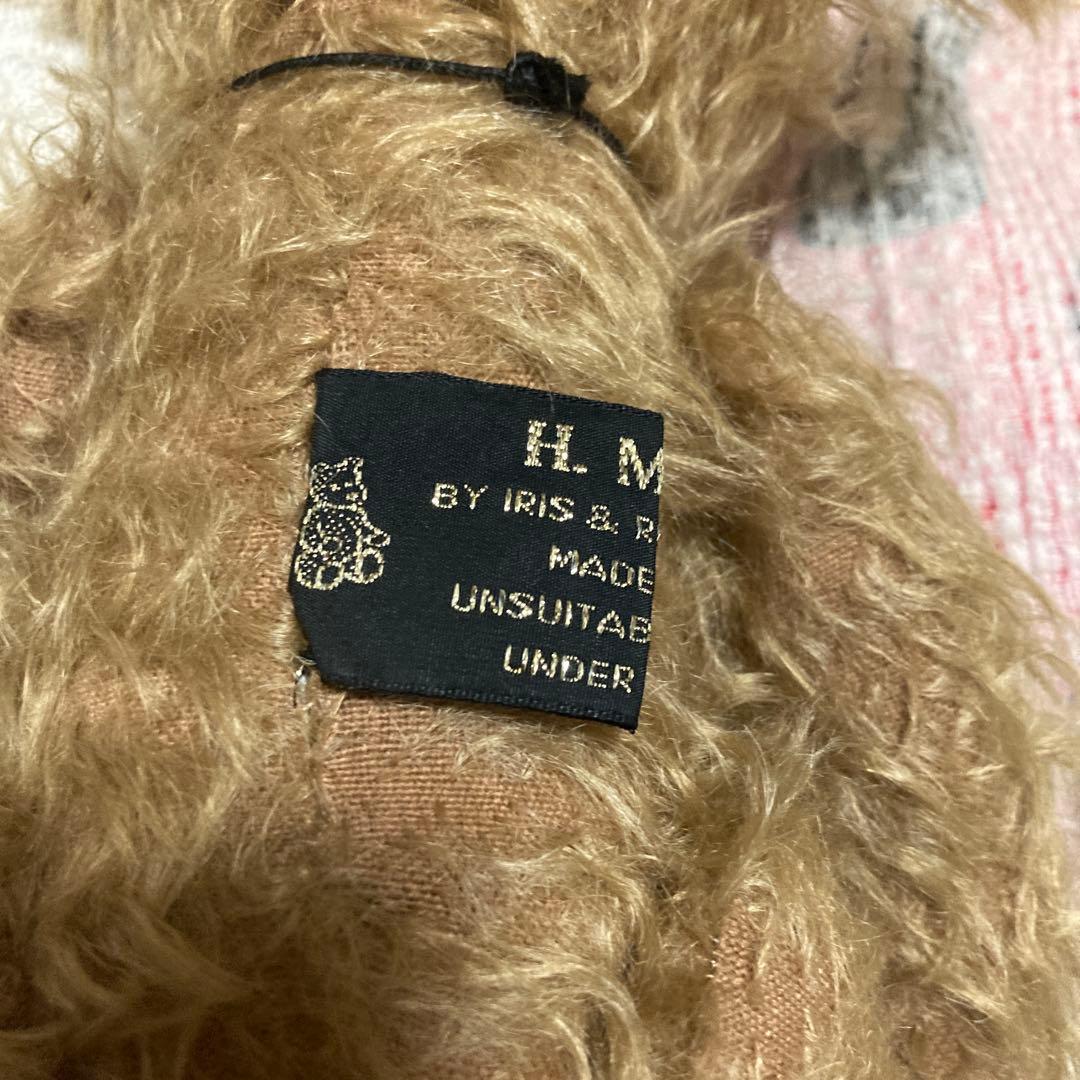 H. M
BY IRIS & R
MADE
UNSUITAB
UNDER